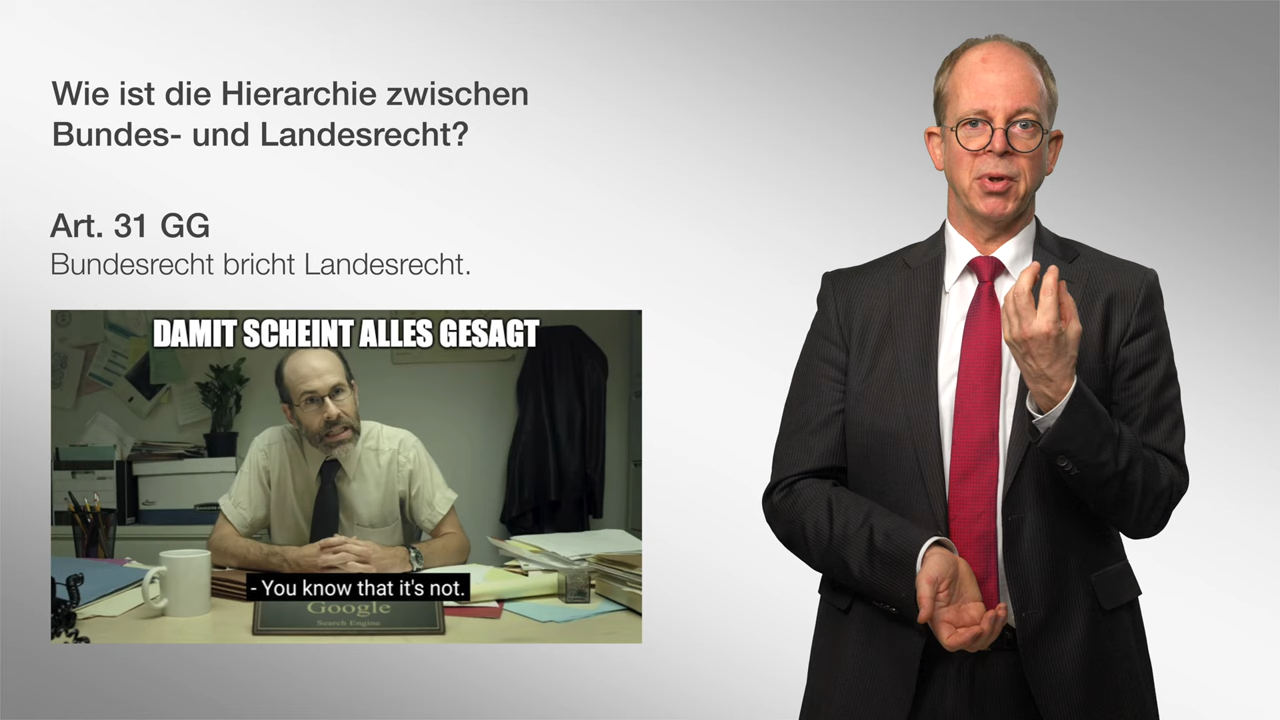 Wie ist die Hierarchie zwischen
Bundes- und Landesrecht?
Art. 31 GG
Bundesrecht bricht Landesrecht.
DAMIT SCHEINT ALLES GESAGT
- You know that it's not.
Google
Search Engine